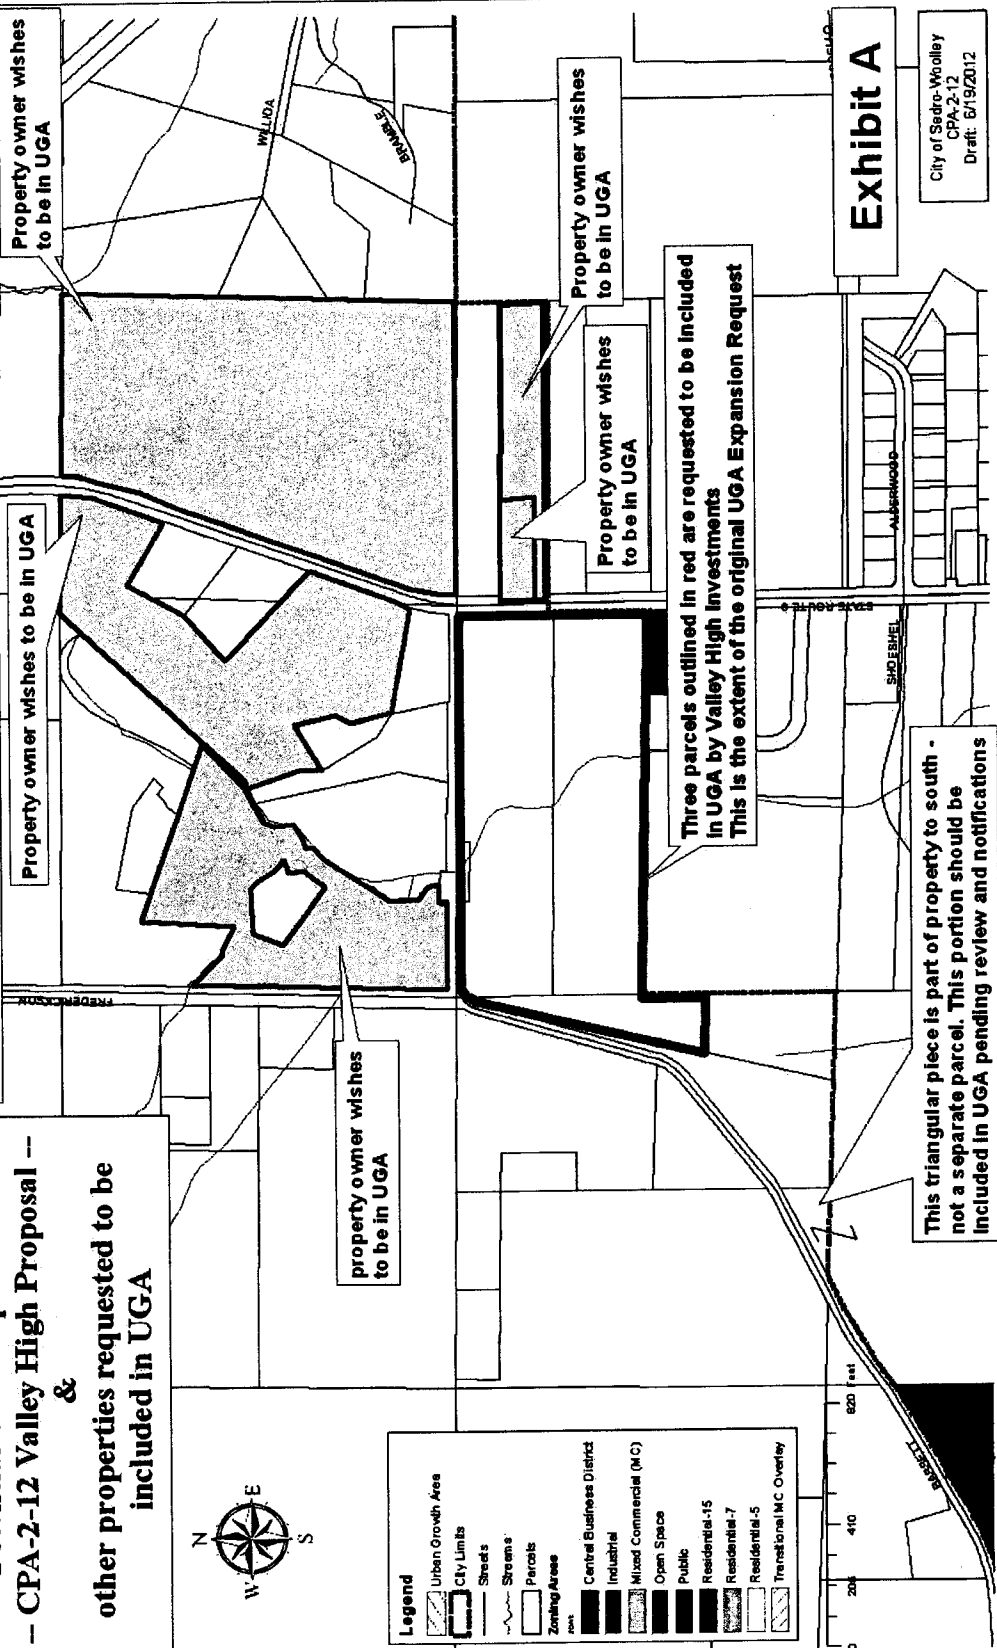 -- CPA-2-12 Valley High Proposal --
&
other properties requested to be
included in UGA
Property owner wishes to be in UGA
Property owner wishes
to be in UGA
property owner wishes
to be in UGA
Property owner wishes
to be in UGA
Property owner wishes
to be in UGA
Three parcels outlined in red are requested to be included
in UGA by Valley High Investments
This is the extent of the original UGA Expansion Request
This triangular piece is part of property to south -
not a separate parcel. This portion should be
included in UGA pending review and notifications
FREDERICKSON
WILLIDA
BRAMBLE
STATE ROUTE 9
ALDERWOOD
SHOESHEL
BASSETT
N
W
E
S
Legend
Urban Growth Area
City Limits
Streets
Streams
Parcels
Zoning Areas
Central Business District
Industrial
Mixed Commercial (MC)
Open Space
Public
Residential-15
Residential-7
Residential-5
Transitional MC Overlay
0 205 410 820 Feet
Exhibit A
City of Sedro-Woolley
CPA-2-12
Draft: 6/19/2012